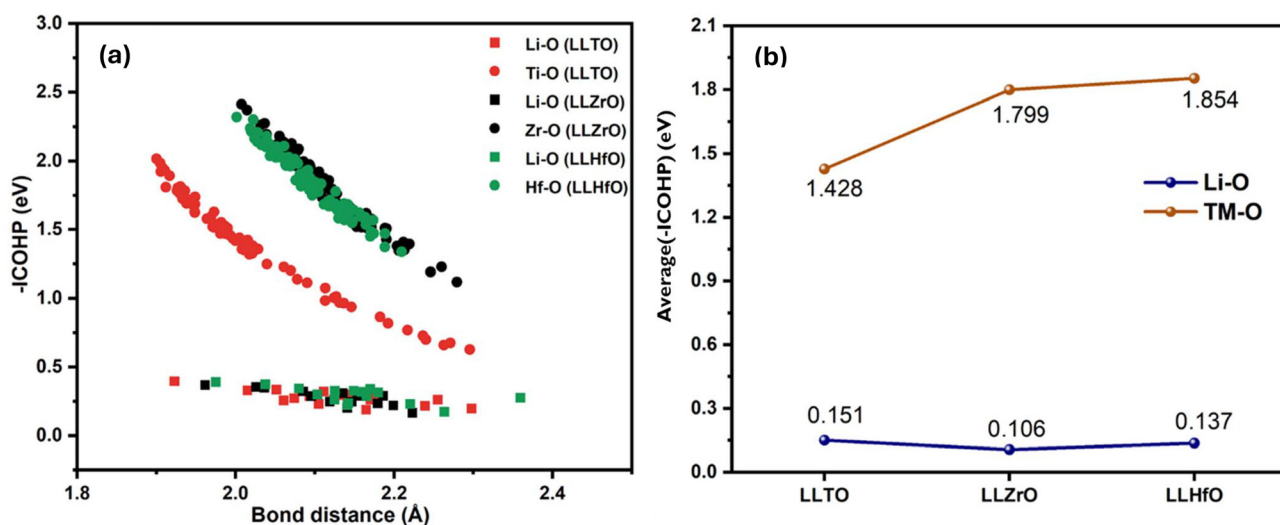 (a)
3.0
2.5
2.0
1.5
1.0
0.5
0.0
-ICOHP (eV)
Li-O (LLTO)
Ti-O (LLTO)
Li-O (LLZrO)
Zr-O (LLZrO)
Li-O (LLHfO)
Hf-O (LLHfO)
1.8
2.0
2.2
2.4
Bond distance (Å)
(b)
2.1
1.8
1.5
1.2
0.9
0.6
0.3
0.0
Average(-ICOHP) (eV)
1.428
1.799
1.854
Li-O
TM-O
0.151
0.106
0.137
LLTO
LLZrO
LLHfO